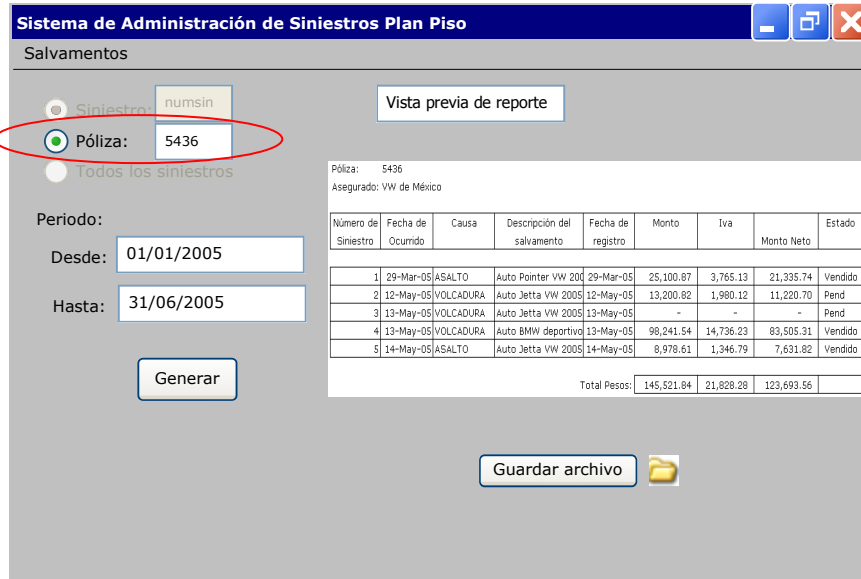 Sistema de Administración de Siniestros Plan Piso
Salvamentos
Siniestro: numsin
Póliza: 5436
Todos los siniestros
Periodo:
Desde: 01/01/2005
Hasta: 31/06/2005
Generar
Vista previa de reporte
Póliza: 5436
Asegurado: VW de México
Número de Siniestro Fecha de Ocurrido Causa Descripción del salvamento Fecha de registro Monto Iva Monto Neto Estado
1 29-Mar-05 ASALTO Auto Pointer VW 200 29-Mar-05 25,100.87 3,765.13 21,335.74 Vendido
2 12-May-05 VOLCADURA Auto Jetta VW 2005 12-May-05 13,200.82 1,980.12 11,220.70 Pend
3 13-May-05 VOLCADURA Auto Jetta VW 2005 13-May-05 - - - Pend
4 13-May-05 VOLCADURA Auto BMW deportivo 13-May-05 98,241.54 14,736.23 83,505.31 Vendido
5 14-May-05 ASALTO Auto Jetta VW 2005 14-May-05 8,978.61 1,346.79 7,631.82 Vendido
Total Pesos: 145,521.84 21,828.28 123,693.56
Guardar archivo